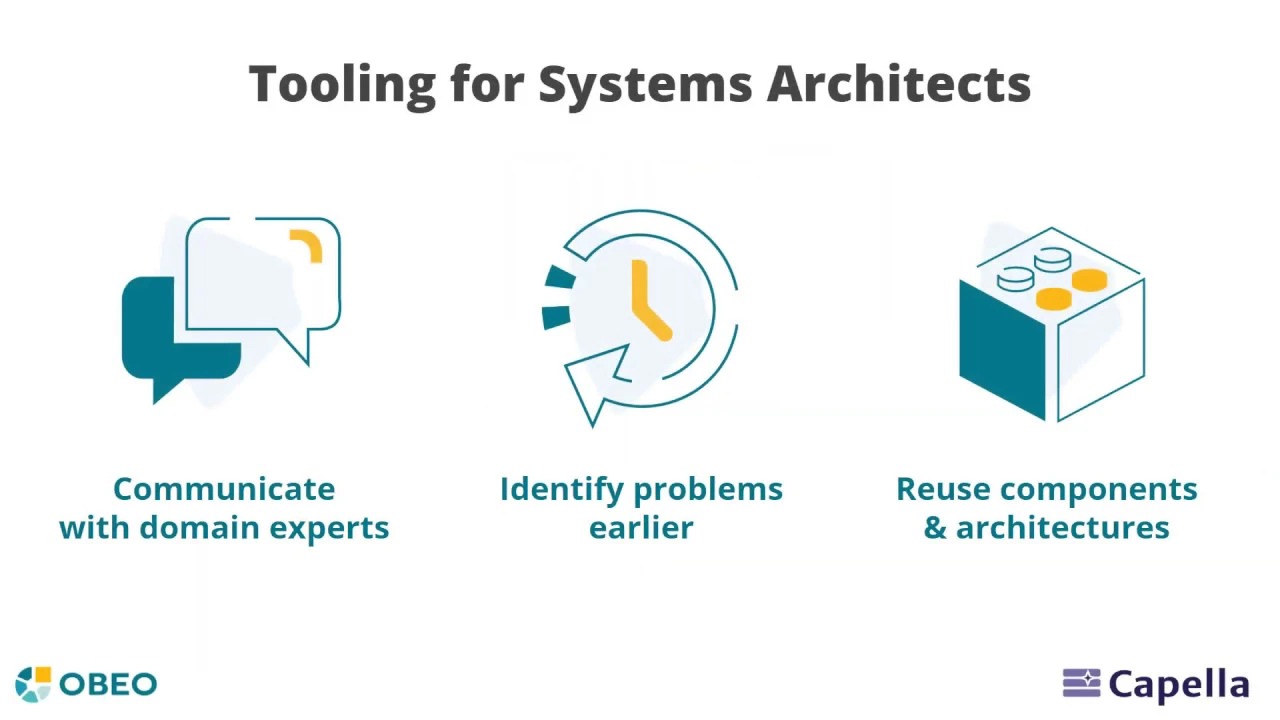 Tooling for Systems Architects
Communicate
with domain experts
Identify problems
earlier
Reuse components
& architectures
OBEO
Capella